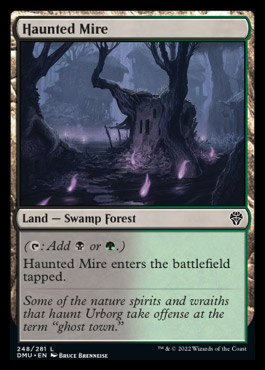 Haunted Mire
Land — Swamp Forest
(: Add or .)
Haunted Mire enters the battlefield
tapped.
Some of the nature spirits and wraiths
that haunt Urborg take offense at the
term “ghost town.”
248/281 L
DMU • EN Bruce Brenneise
™ & © 2022 Wizards of the Coast